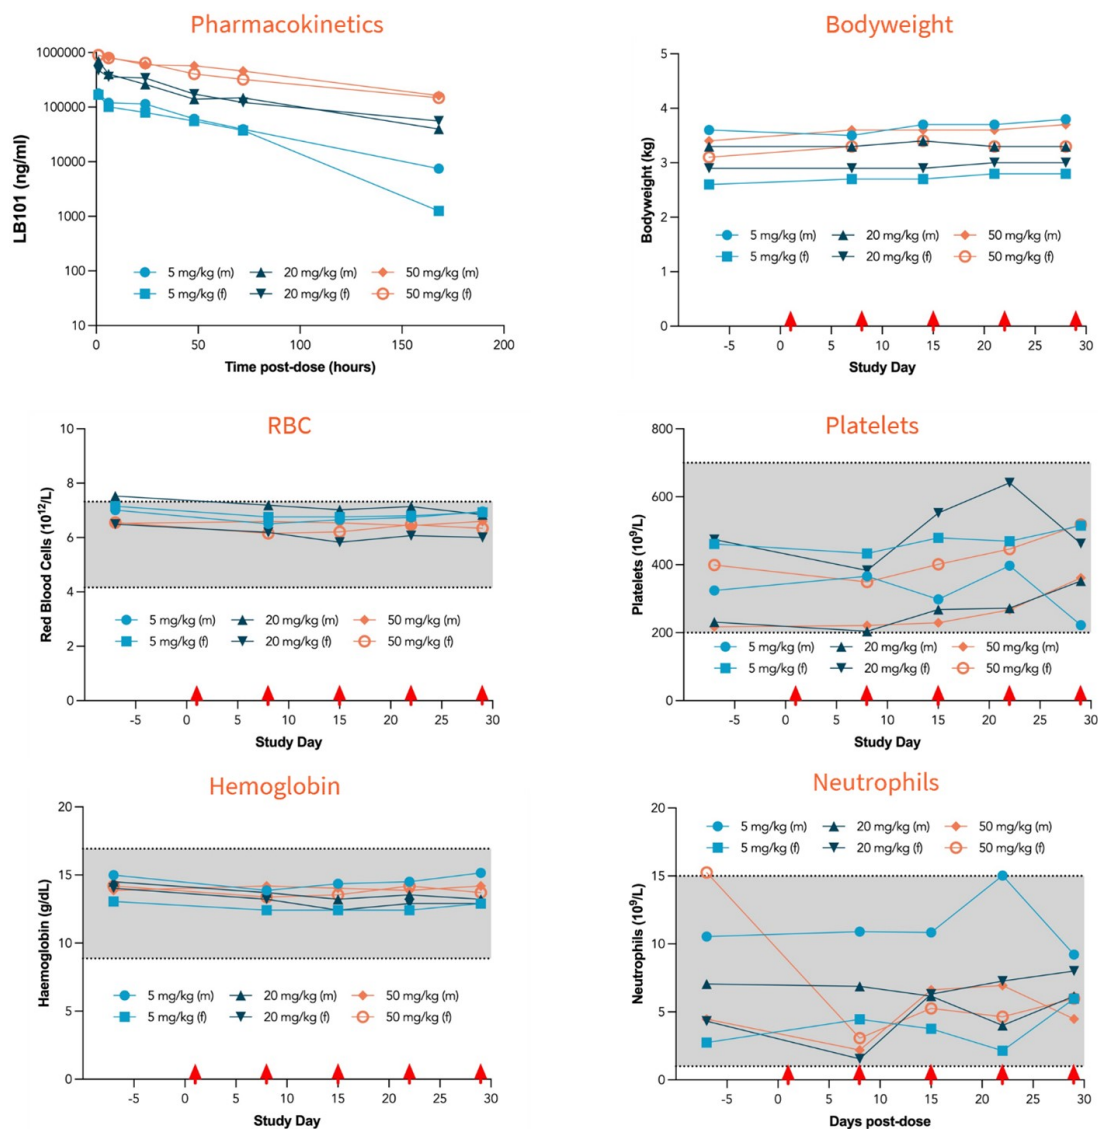 Pharmacokinetics
LB101 (ng/ml)
1000000
100000
10000
1000
100
10
5 mg/kg (m) 20 mg/kg (m) 50 mg/kg (m)
5 mg/kg (f) 20 mg/kg (f) 50 mg/kg (f)
0 50 100 150 200
Time post-dose (hours)
Bodyweight
Bodyweight (kg)
5
4
3
2
1
0
5 mg/kg (m) 20 mg/kg (m) 50 mg/kg (m)
5 mg/kg (f) 20 mg/kg (f) 50 mg/kg (f)
-5 0 5 10 15 20 25 30
Study Day
RBC
Red Blood Cells (10¹²/L)
10
8
6
4
2
0
5 mg/kg (m) 20 mg/kg (m) 50 mg/kg (m)
5 mg/kg (f) 20 mg/kg (f) 50 mg/kg (f)
-5 0 5 10 15 20 25 30
Study Day
Platelets
Platelets (10⁹/L)
800
600
400
200
0
5 mg/kg (m) 20 mg/kg (m) 50 mg/kg (m)
5 mg/kg (f) 20 mg/kg (f) 50 mg/kg (f)
-5 0 5 10 15 20 25 30
Study Day
Hemoglobin
Haemoglobin (g/dL)
20
15
10
5
0
5 mg/kg (m) 20 mg/kg (m) 50 mg/kg (m)
5 mg/kg (f) 20 mg/kg (f) 50 mg/kg (f)
-5 0 5 10 15 20 25 30
Study Day
Neutrophils
Neutrophils (10⁹/L)
20
15
10
5
0
5 mg/kg (m) 20 mg/kg (m) 50 mg/kg (m)
5 mg/kg (f) 20 mg/kg (f) 50 mg/kg (f)
-5 0 5 10 15 20 25 30
Days post-dose